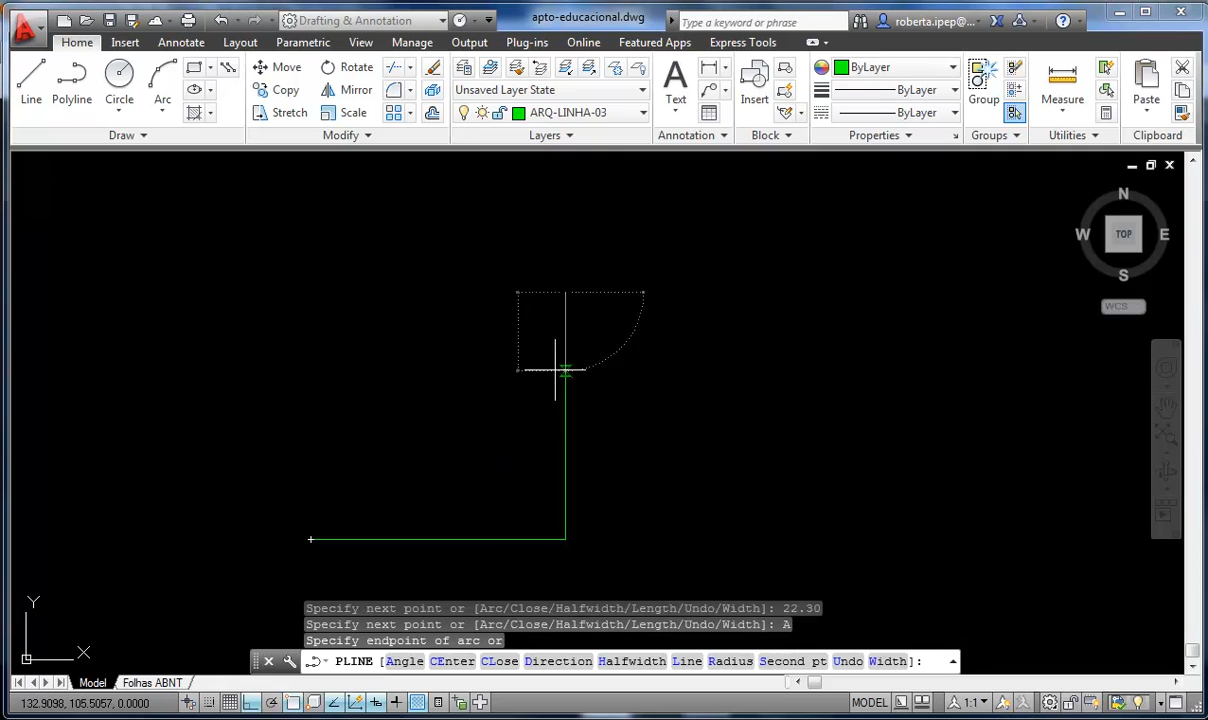 Drafting & Annotation
apto-educacional.dwg
Type a keyword or phrase
roberta.ipep@...
Home
Insert
Annotate
Layout
Parametric
View
Manage
Output
Plug-ins
Online
Featured Apps
Express Tools
Line
Polyline
Circle
Arc
Move
Rotate
Copy
Mirror
Stretch
Scale
Unsaved Layer State
ARQ-LINHA-03
Text
Insert
ByLayer
ByLayer
ByLayer
Group
Measure
Paste
Draw
Modify
Layers
Annotation
Block
Properties
Groups
Utilities
Clipboard
N
W
TOP
E
S
WCS
Specify next point or [Arc/Close/Halfwidth/Length/Undo/Width]: 22.30
Specify next point or [Arc/Close/Halfwidth/Length/Undo/Width]: A
Specify endpoint of arc or
PLINE [Angle CEnter CLose Direction Halfwidth Line Radius Second pt Undo Width]:
Y
X
Model
Folhas ABNT
132.9098, 105.5057, 0.0000
MODEL
1:1